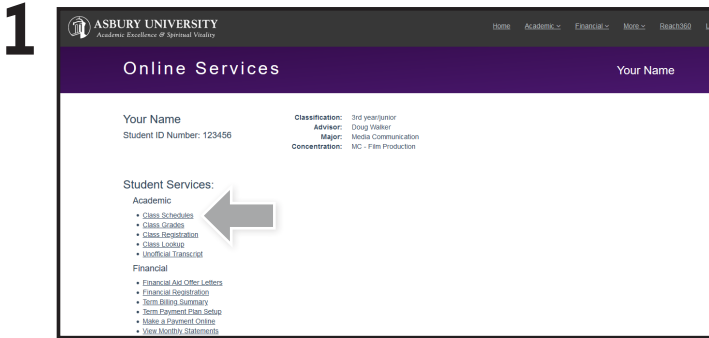 1
ASBURY UNIVERSITY
Academic Excellence & Spiritual Vitality
Home Academic Financial More Reach360
Online Services
Your Name
Your Name
Student ID Number: 123456
Classification: 3rd year/junior
Advisor: Doug Walker
Major: Media Communication
Concentration: MC - Film Production
Student Services:
Academic
• Class Schedules
• Class Grades
• Class Registration
• Class Lookup
• Unofficial Transcript
Financial
• Financial Aid Offer Letters
• Financial Registration
• Term Billing Summary
• Term Payment Plan Setup
• Make a Payment Online
• View Monthly Statements